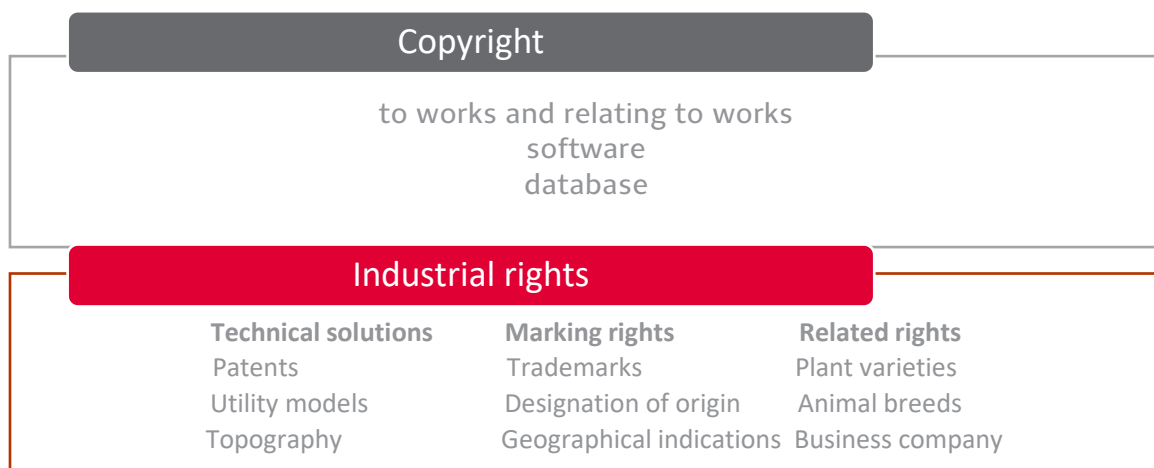 Copyright
to works and relating to works
software
database
Industrial rights
Technical solutions Marking rights Related rights
Patents Trademarks Plant varieties
Utility models Designation of origin Animal breeds
Topography Geographical indications Business company